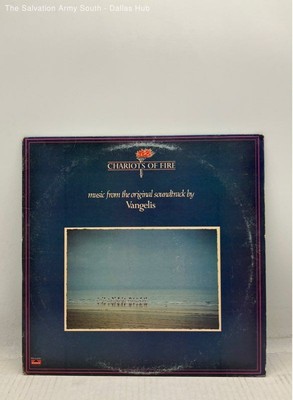 The Salvation Army South - Dallas Hub
CHARIOTS OF FIRE
music from the original soundtrack by
Vangelis